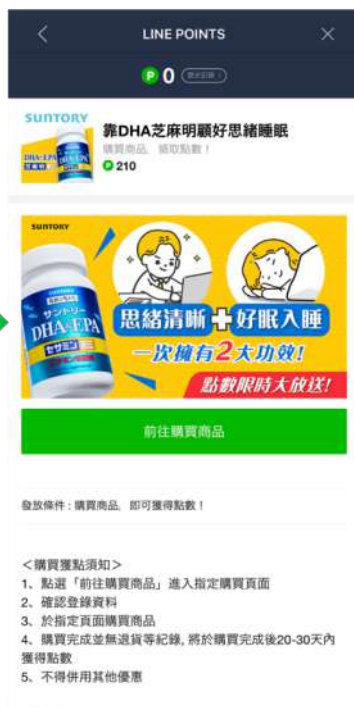 LINE POINTS
P 0
SUNTORY
靠DHA芝麻明顧好思緒睡眠
購買商品, 領取點數！
P 210
SUNTORY
サントリー
DHA&EPA
セサミンEX
思緒清晰+好眠入睡
一次擁有2大功效!
點數限時大放送!
前往購買商品
發放條件：購買商品, 即可獲得點數！
＜購買獲點須知＞
1、點選「前往購買商品」進入指定購買頁面
2、確認登錄資料
3、於指定頁面購買商品
4、購買完成並無退貨等紀錄, 將於購買完成後20-30天內
獲得點數
5、不得併用其他優惠